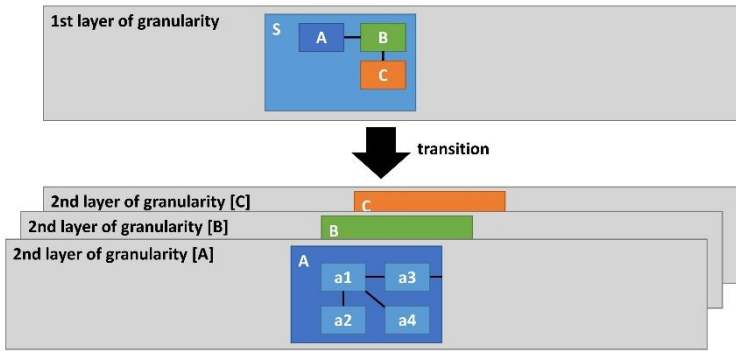 1st layer of granularity
S
A
B
C
transition
2nd layer of granularity [C]
C
2nd layer of granularity [B]
B
2nd layer of granularity [A]
A
a1
a3
a2
a4